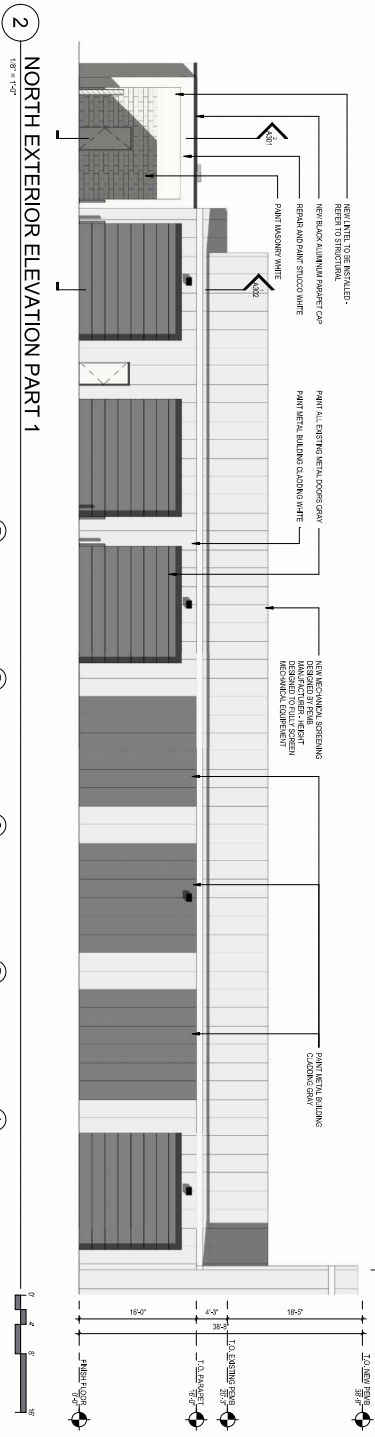 NEW LINTEL TO BE INSTALLED -
REFER TO STRUCTURAL
NEW BLACK ALUMINUM PARAPET CAP
REPAIR AND PAINT STUCCO WHITE
PAINT MASONRY WHITE
A301
A302
PAINT ALL EXISTING METAL DOORS GRAY
PAINT METAL BUILDING CLADDING WHITE
NEW MECHANICAL SCREENING
DESIGNED BY PEMB
MANUFACTURER - HEIGHT
DESIGNED TO FULLY SCREEN
MECHANICAL EQUIPEMENT
PAINT METAL BUILDING
CLADDING GRAY
T.O. NEW PEMB
38'-8"
18'-5"
T.O. EXISTING PEMB
20'-3"
4'-3"
38'-8"
T.O. PARAPET
16'-0"
16'-0"
FINISH FLOOR
0'-0"
2
NORTH EXTERIOR ELEVATION PART 1
1/8" = 1'-0"
0' 4' 8' 16'